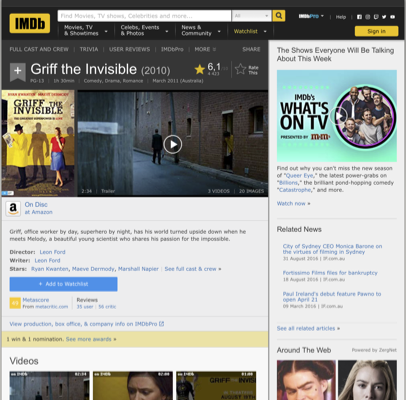 IMDb
Find Movies, TV shows, Celebrities and more...
All
IMDbPro
Help
Movies, TV
& Showtimes
Celebs, Events
& Photos
News &
Community
Watchlist
Sign in
FULL CAST AND CREW | TRIVIA | USER REVIEWS | IMDbPro | MORE
SHARE
Griff the Invisible (2010)
6,1
Rate
This
PG-13 | 1h 30min | Comedy, Drama, Romance | March 2011 (Australia)
GRIFF THE
INVISIBLE
2:34 | Trailer
3 VIDEOS | 20 IMAGES
On Disc
at Amazon
Griff, office worker by day, superhero by night, has his world turned upside down when he
meets Melody, a beautiful young scientist who shares his passion for the impossible.
Director: Leon Ford
Writer: Leon Ford
Stars: Ryan Kwanten, Maeve Dermody, Marshall Napier | See full cast & crew »
+ Add to Watchlist
Metascore
From metacritic.com
Reviews
35 user | 56 critic
View production, box office, & company info on IMDbPro
1 win & 1 nomination. See more awards »
Videos
The Shows Everyone Will Be Talking
About This Week
IMDb's
WHAT'S
ON TV
PRESENTED BY
Find out why you can't miss the new season
of "Queer Eye," the latest power-grabs on
"Billions," the brilliant pond-hopping comedy
"Catastrophe," and more.
Watch now »
Related News
City of Sydney CEO Monica Barone on
the virtues of filming in Sydney
31 August 2016 | if.com.au
Fortissimo Films files for bankruptcy
18 August 2016 | if.com.au
Paul Ireland's debut feature Pawno to
open April 21
09 March 2016 | if.com.au
See all related articles »
Around The Web
Powered by ZergNet